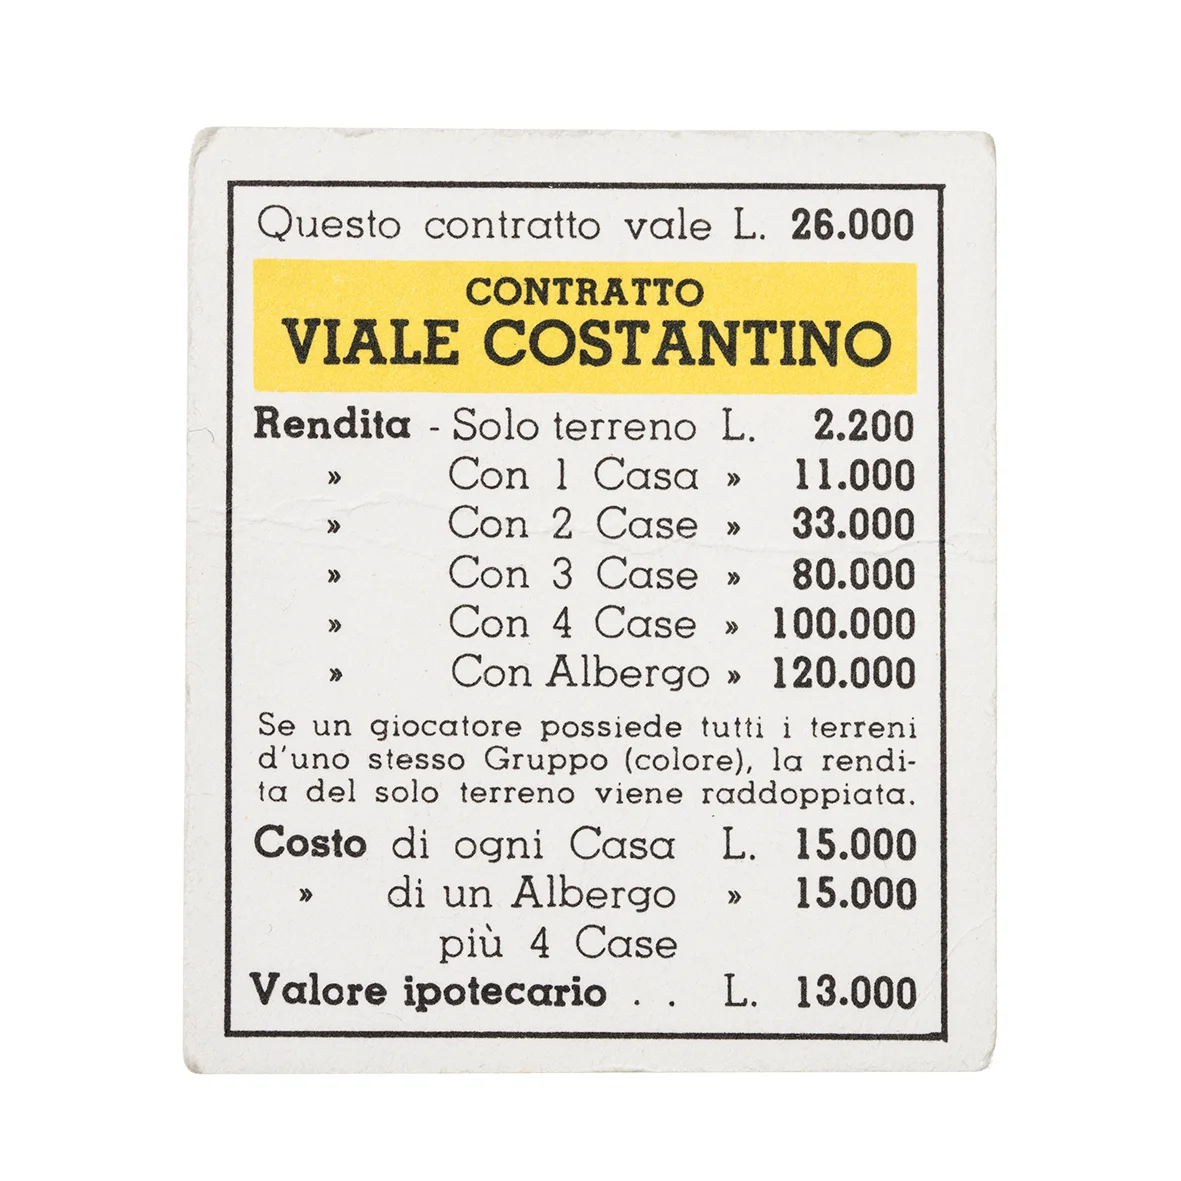 Questo contratto vale L. 26.000
CONTRATTO
VIALE COSTANTINO
Rendita - Solo terreno L. 2.200
» Con 1 Casa » 11.000
» Con 2 Case » 33.000
» Con 3 Case » 80.000
» Con 4 Case » 100.000
» Con Albergo » 120.000
Se un giocatore possiede tutti i terreni
d'uno stesso Gruppo (colore), la rendi-
ta del solo terreno viene raddoppiata.
Costo di ogni Casa L. 15.000
» di un Albergo » 15.000
più 4 Case
Valore ipotecario . . L. 13.000